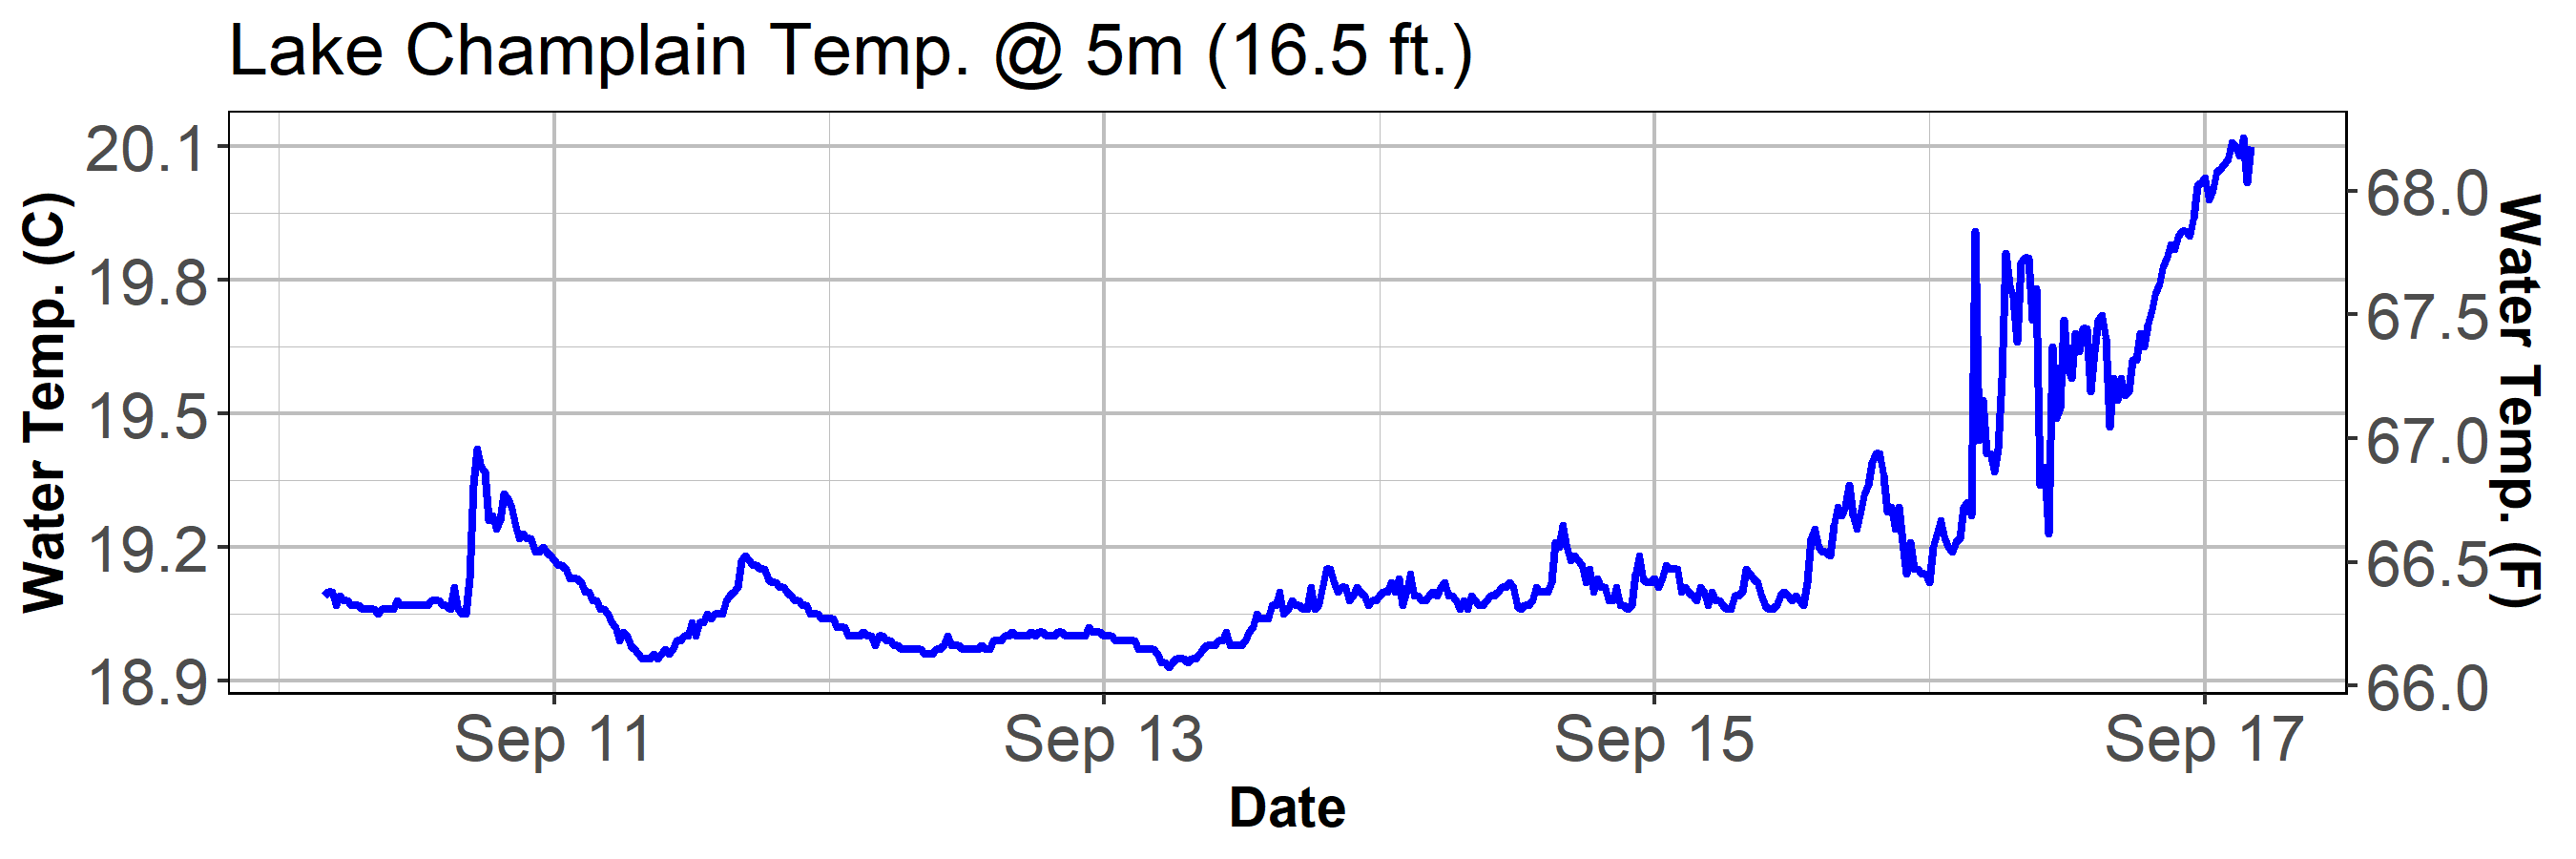 Lake Champlain Temp. @ 5m (16.5 ft.)
Water Temp. (C)
20.1
19.8
19.5
19.2
18.9
68.0
67.5
67.0
66.5
66.0
Water Temp. (F)
Sep 11 Sep 13 Sep 15 Sep 17
Date